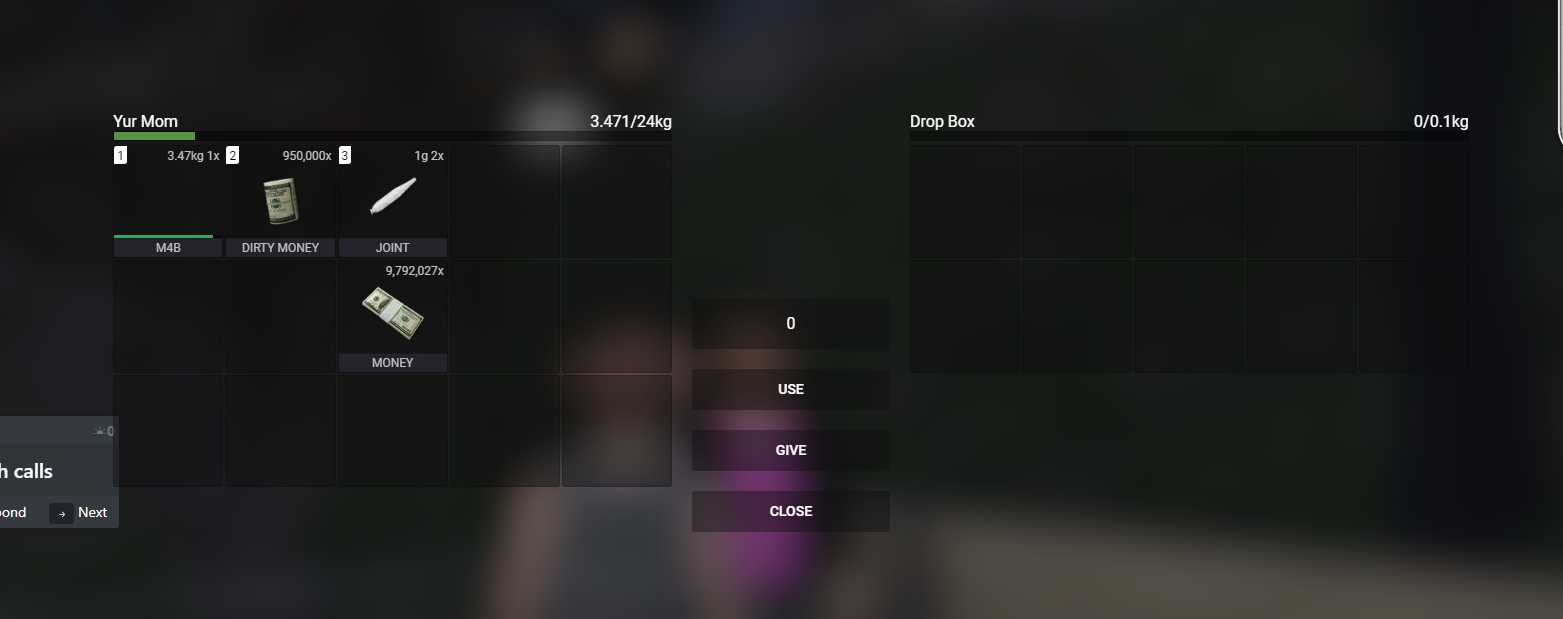 Yur Mom
3.471/24kg
Drop Box
0/0.1kg
1
3.47kg 1x
2
950,000x
3
1g 2x
M4B
DIRTY MONEY
JOINT
9,792,027x
MONEY
0
USE
GIVE
CLOSE
0
h calls
ond
→
Next